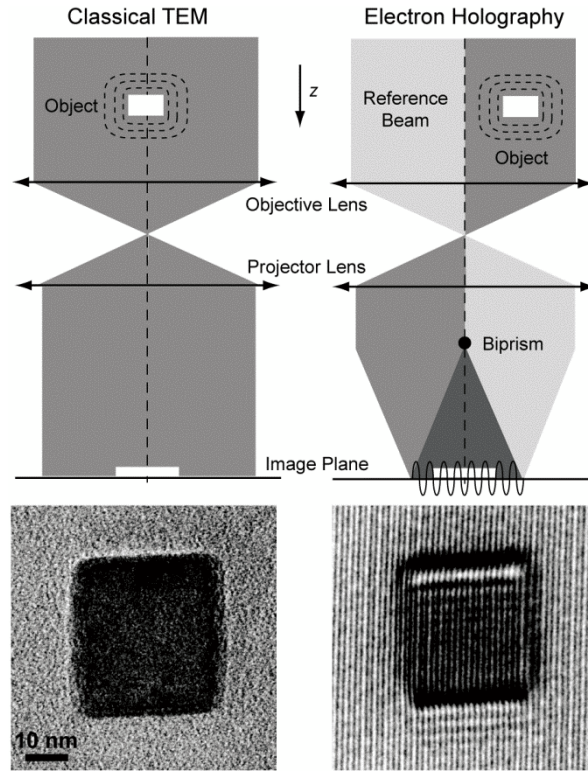 Classical TEM
Electron Holography
Object
z
Reference
Beam
Object
Objective Lens
Projector Lens
Biprism
Image Plane
10 nm